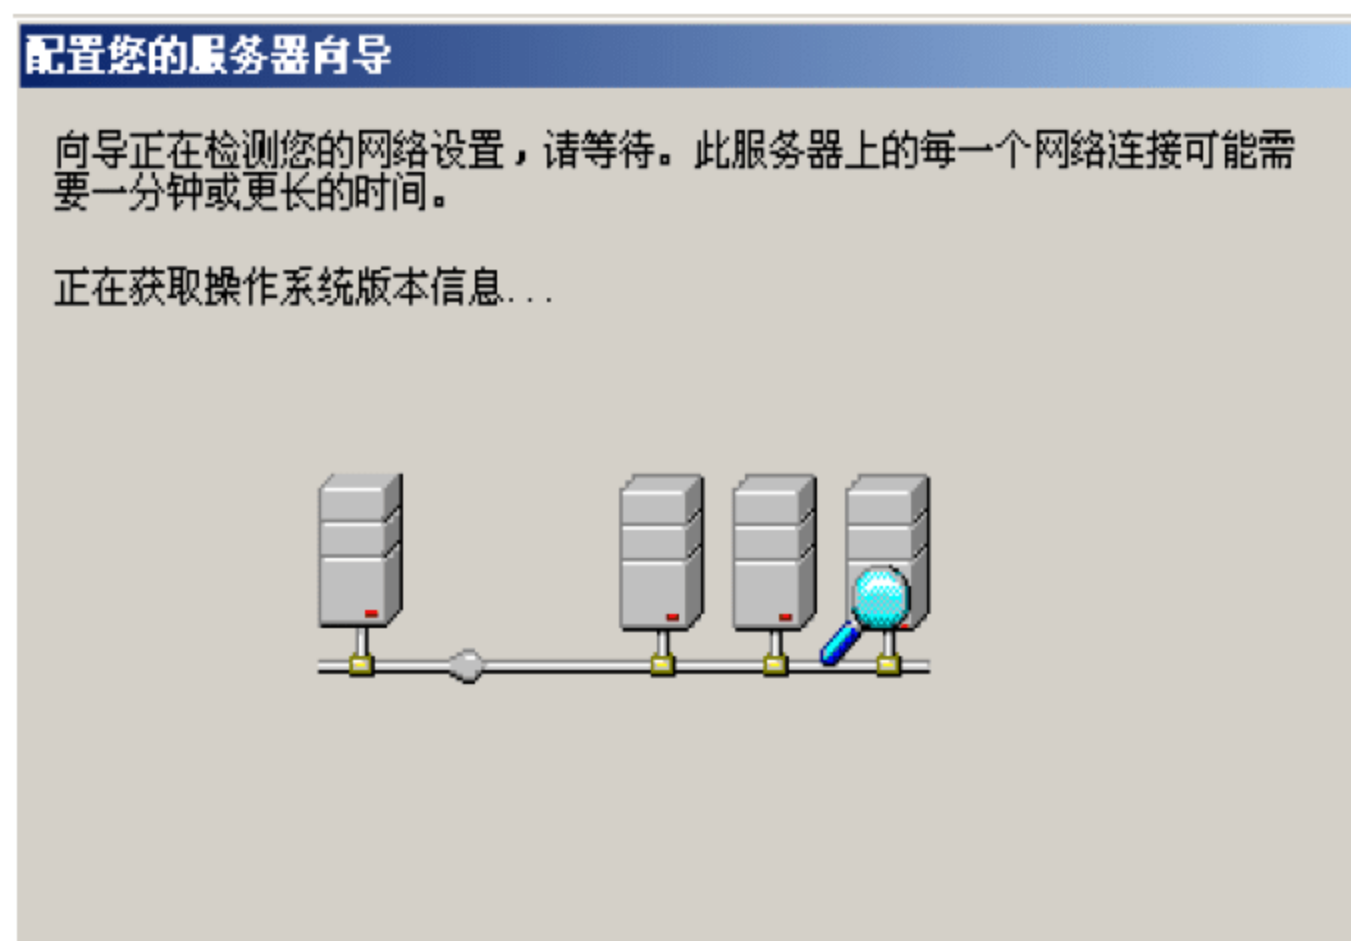 配置您的服务器向导
向导正在检测您的网络设置，请等待。此服务器上的每一个网络连接可能需
要一分钟或更长的时间。
正在获取操作系统版本信息...